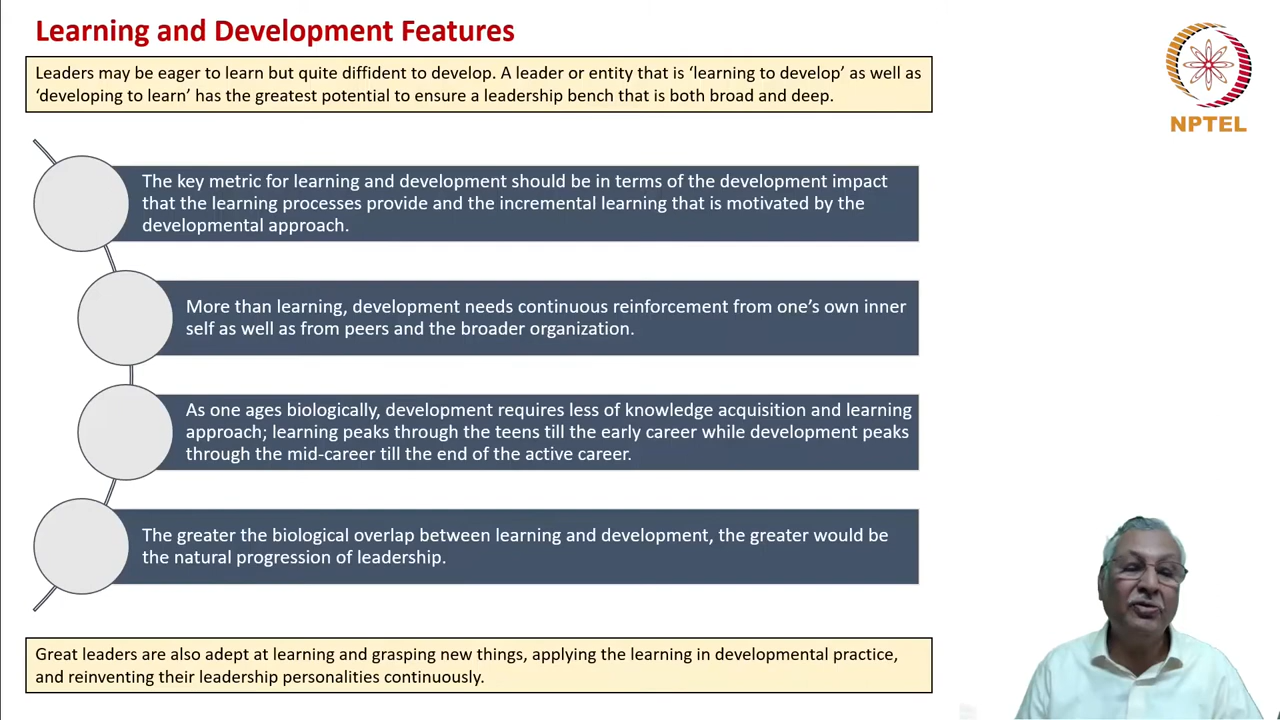 Learning and Development Features
Leaders may be eager to learn but quite diffident to develop. A leader or entity that is ‘learning to develop’ as well as
‘developing to learn’ has the greatest potential to ensure a leadership bench that is both broad and deep.
NPTEL
The key metric for learning and development should be in terms of the development impact
that the learning processes provide and the incremental learning that is motivated by the
developmental approach.
More than learning, development needs continuous reinforcement from one’s own inner
self as well as from peers and the broader organization.
As one ages biologically, development requires less of knowledge acquisition and learning
approach; learning peaks through the teens till the early career while development peaks
through the mid-career till the end of the active career.
The greater the biological overlap between learning and development, the greater would be
the natural progression of leadership.
Great leaders are also adept at learning and grasping new things, applying the learning in developmental practice,
and reinventing their leadership personalities continuously.